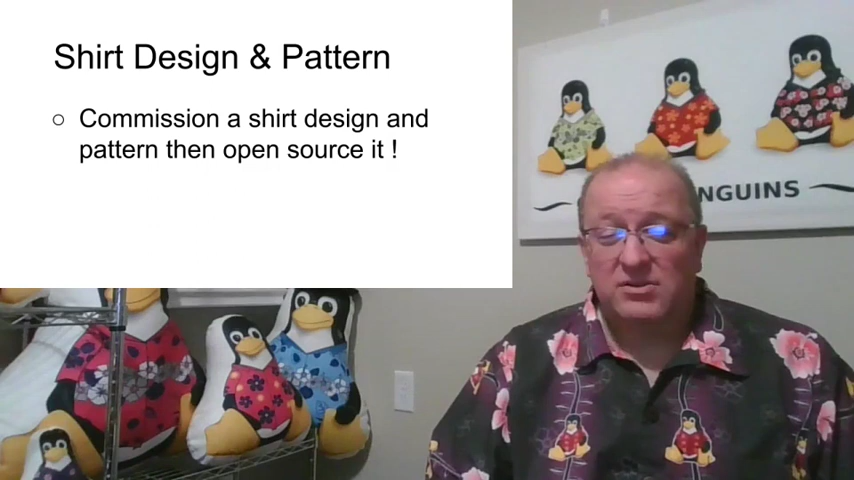 Shirt Design & Pattern
○ Commission a shirt design and
pattern then open source it !
NGUINS